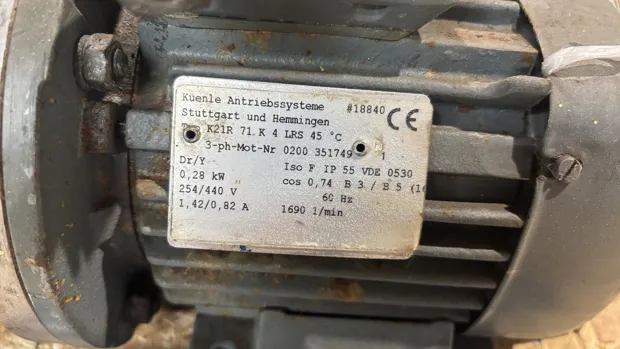 Kuenle Antriebssysteme #18840 CE
Stuttgart und Hemmingen
K21R 71.K 4 LRS 45 °C
3-ph-Mot-Nr 0200 351749 1
Dr/Y Iso F IP 55 VDE 0530
0,28 kW cos 0,74 B 3 / B 5 (1
254/440 V 60 Hz
1,42/0,82 A 1690 1/min